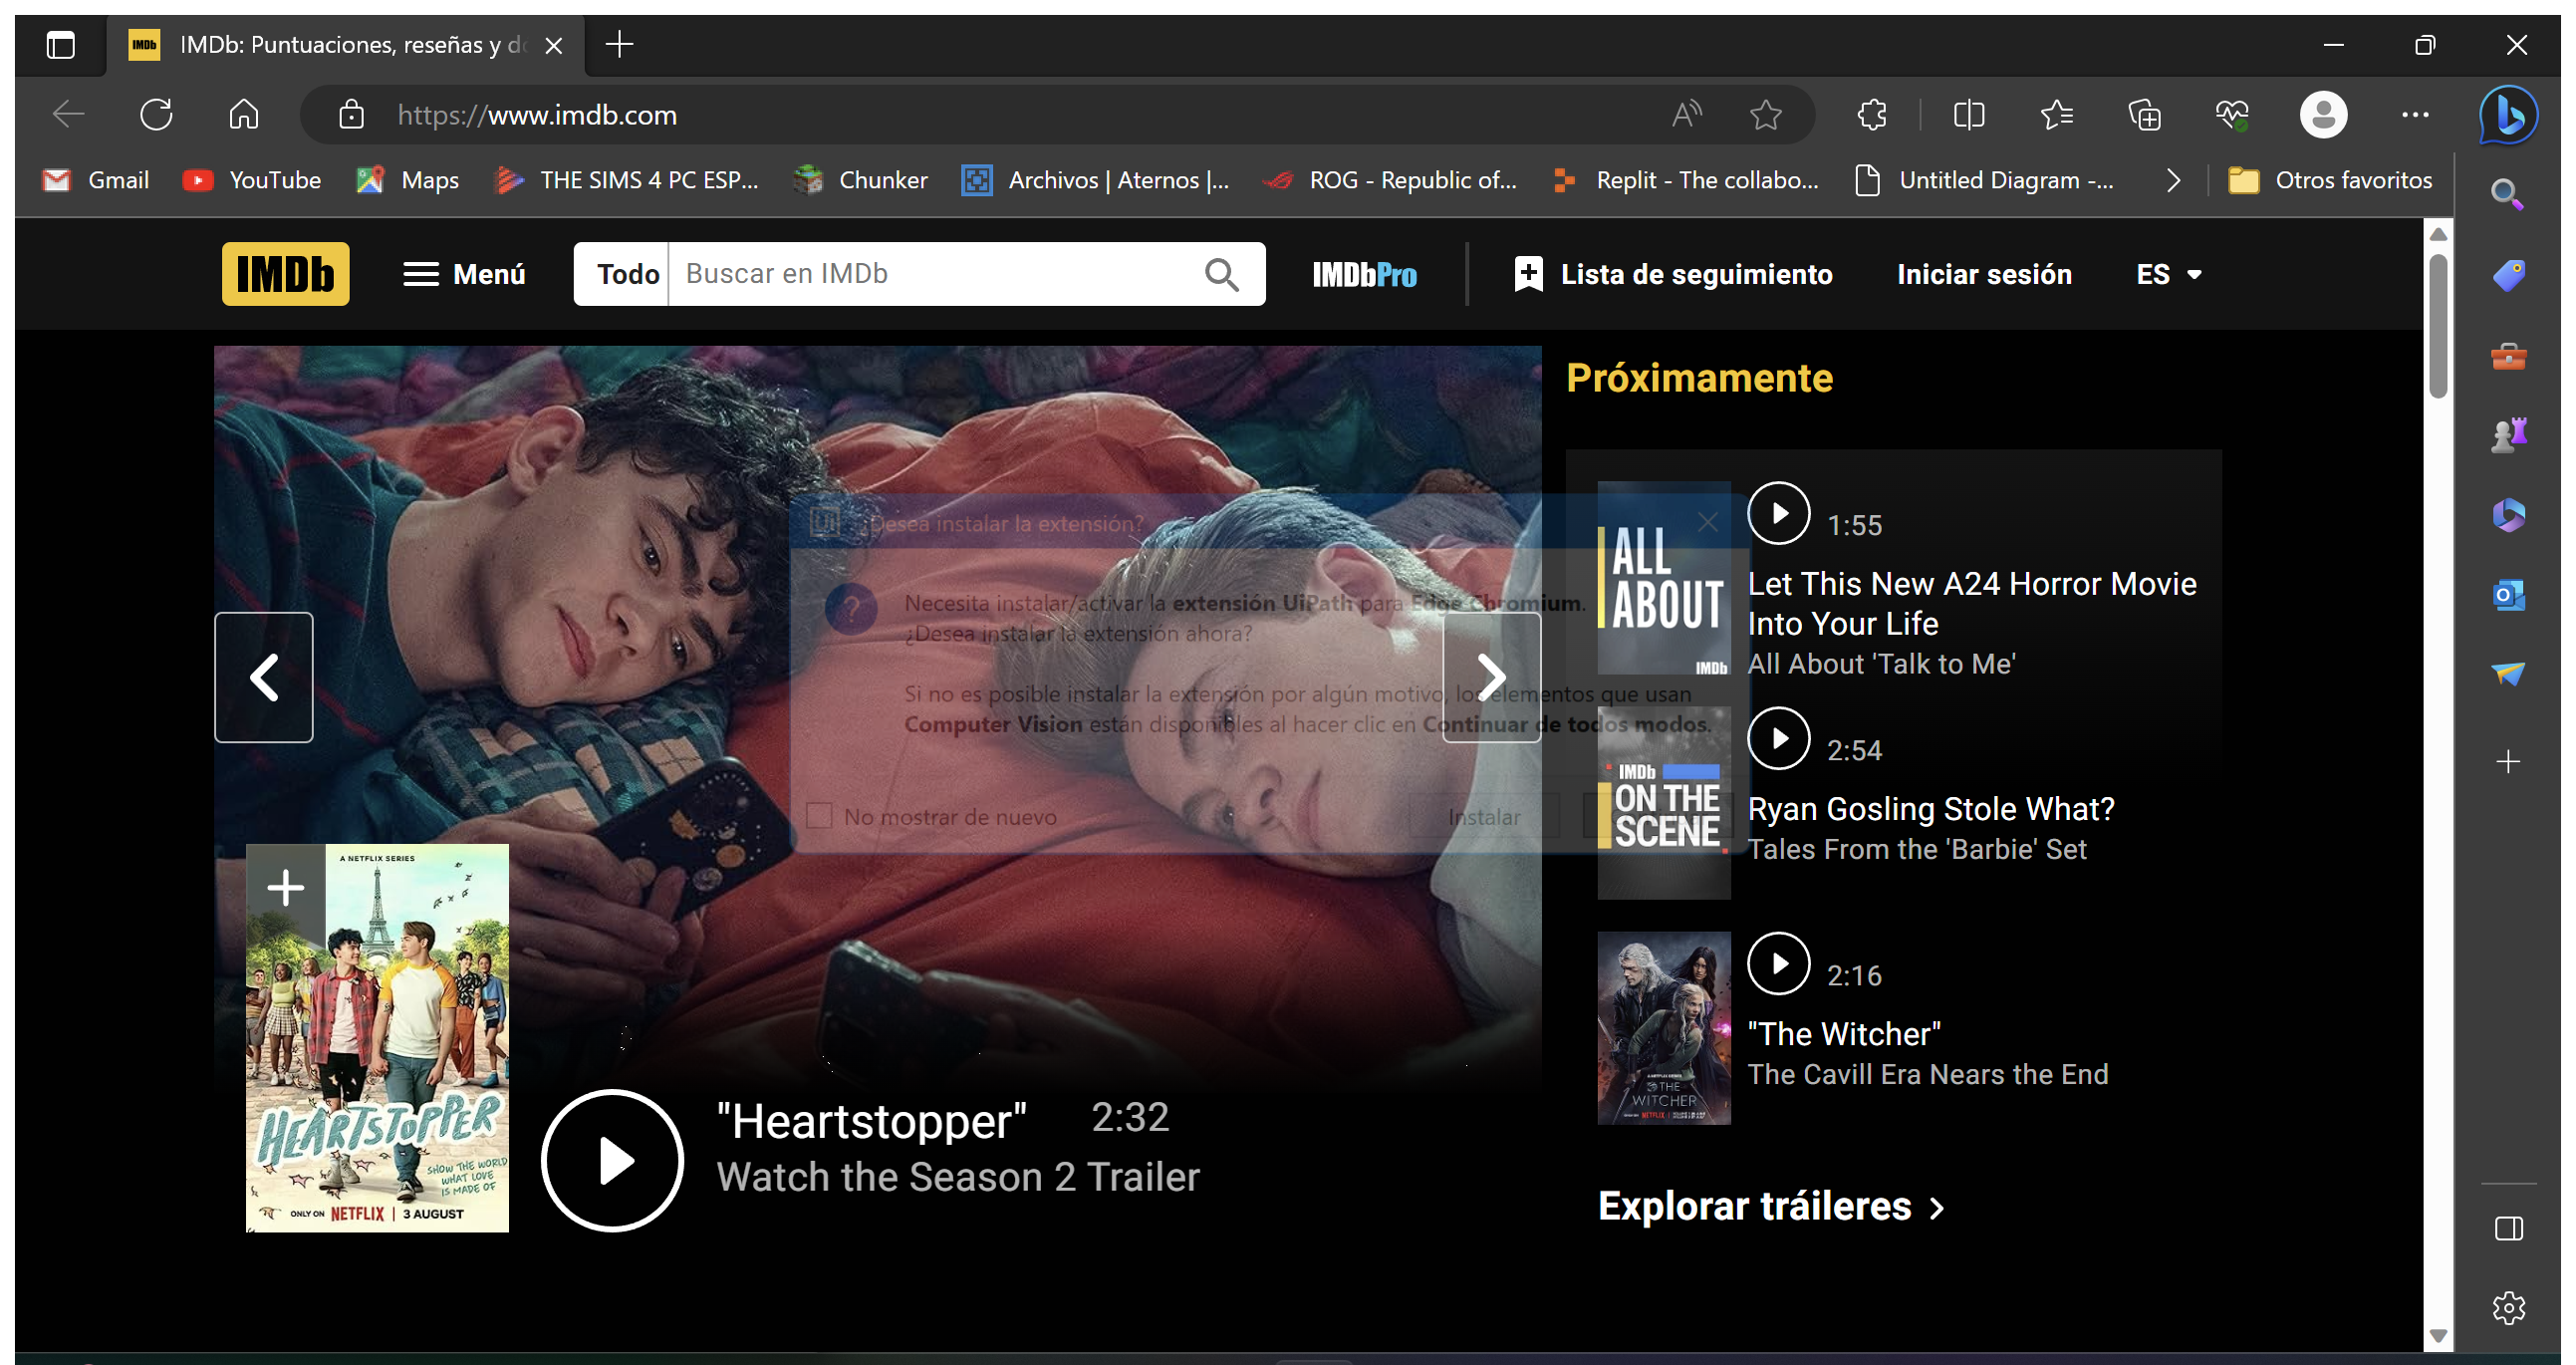 IMDb IMDb: Puntuaciones, reseñas y d
https://www.imdb.com
Gmail YouTube Maps THE SIMS 4 PC ESP... Chunker Archivos | Aternos |... ROG - Republic of... Replit - The collabo... Untitled Diagram -... Otros favoritos
IMDb Menú Todo Buscar en IMDb IMDbPro Lista de seguimiento Iniciar sesión ES
Próximamente
¿Desea instalar la extensión?
Necesita instalar/activar la extensión UiPath para Edge Chromium.
¿Desea instalar la extensión ahora?
Si no es posible instalar la extensión por algún motivo, los elementos que usan
Computer Vision están disponibles al hacer clic en Continuar de todos modos.
No mostrar de nuevo Instalar
ALL
ABOUT
IMDb
1:55
Let This New A24 Horror Movie
Into Your Life
All About 'Talk to Me'
IMDb
ON THE
SCENE
2:54
Ryan Gosling Stole What?
Tales From the 'Barbie' Set
THE
WITCHER
NETFLIX
2:16
"The Witcher"
The Cavill Era Nears the End
Explorar tráileres
A NETFLIX SERIES
HEARTSTOPPER
SHOW THE WORLD
WHAT LOVE
IS MADE OF
ONLY ON NETFLIX | 3 AUGUST
"Heartstopper" 2:32
Watch the Season 2 Trailer